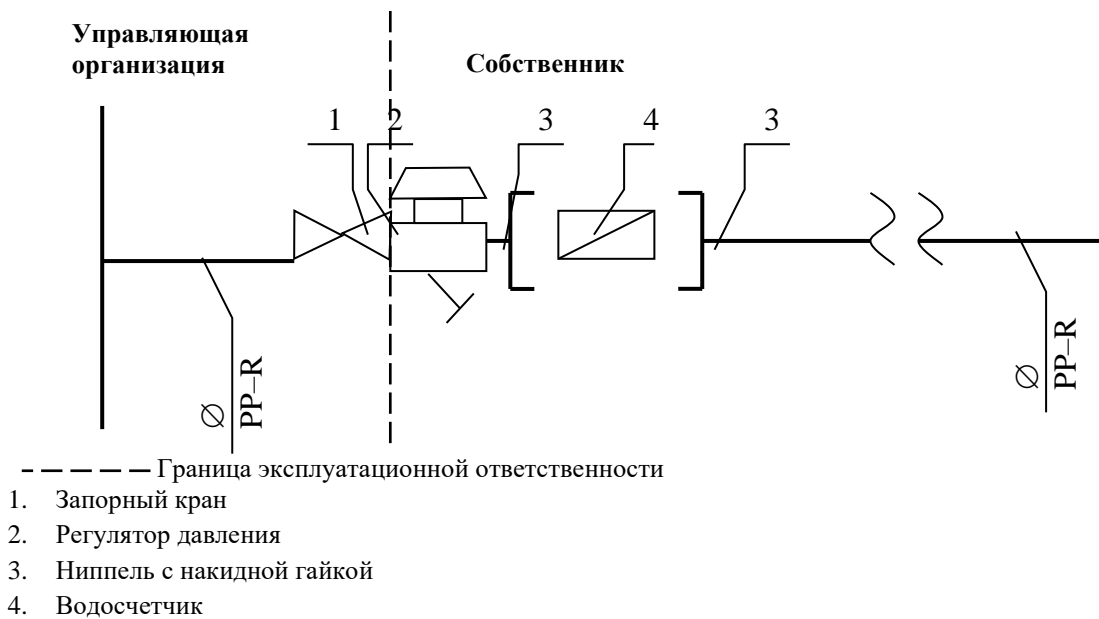 Управляющая
организация
Собственник
1 2 3 4 3
∅
PP–R
∅
PP–R
Граница эксплуатационной ответственности
1. Запорный кран
2. Регулятор давления
3. Ниппель с накидной гайкой
4. Водосчетчик